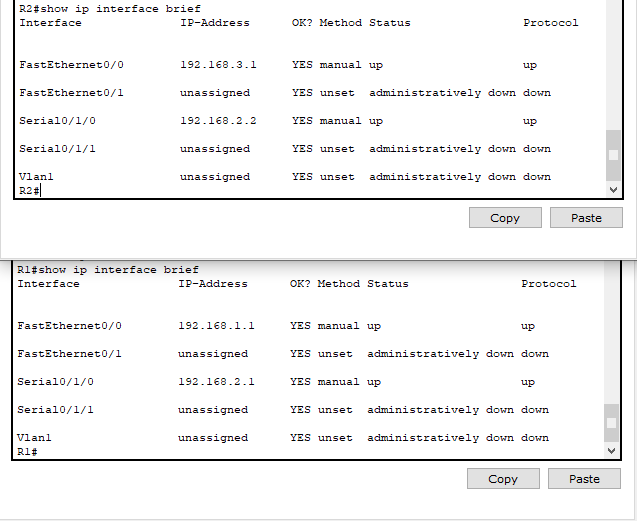 R2#show ip interface brief
Interface IP-Address OK? Method Status Protocol
FastEthernet0/0 192.168.3.1 YES manual up up
FastEthernet0/1 unassigned YES unset administratively down down
Serial0/1/0 192.168.2.2 YES manual up up
Serial0/1/1 unassigned YES unset administratively down down
Vlan1 unassigned YES unset administratively down down
R2#
Copy Paste
R1#show ip interface brief
Interface IP-Address OK? Method Status Protocol
FastEthernet0/0 192.168.1.1 YES manual up up
FastEthernet0/1 unassigned YES unset administratively down down
Serial0/1/0 192.168.2.1 YES manual up up
Serial0/1/1 unassigned YES unset administratively down down
Vlan1 unassigned YES unset administratively down down
R1#
Copy Paste